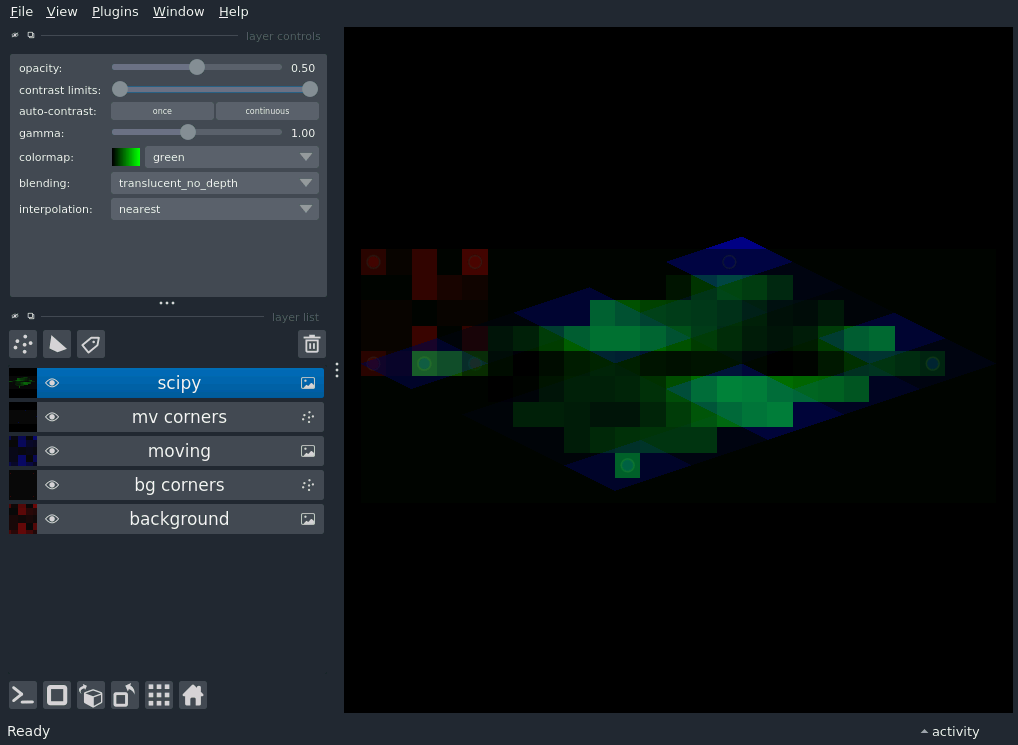 File View Plugins Window Help
layer controls
opacity: 0.50
contrast limits:
auto-contrast: once continuous
gamma: 1.00
colormap: green
blending: translucent_no_depth
interpolation: nearest
layer list
scipy
mv corners
moving
bg corners
background
Ready activity